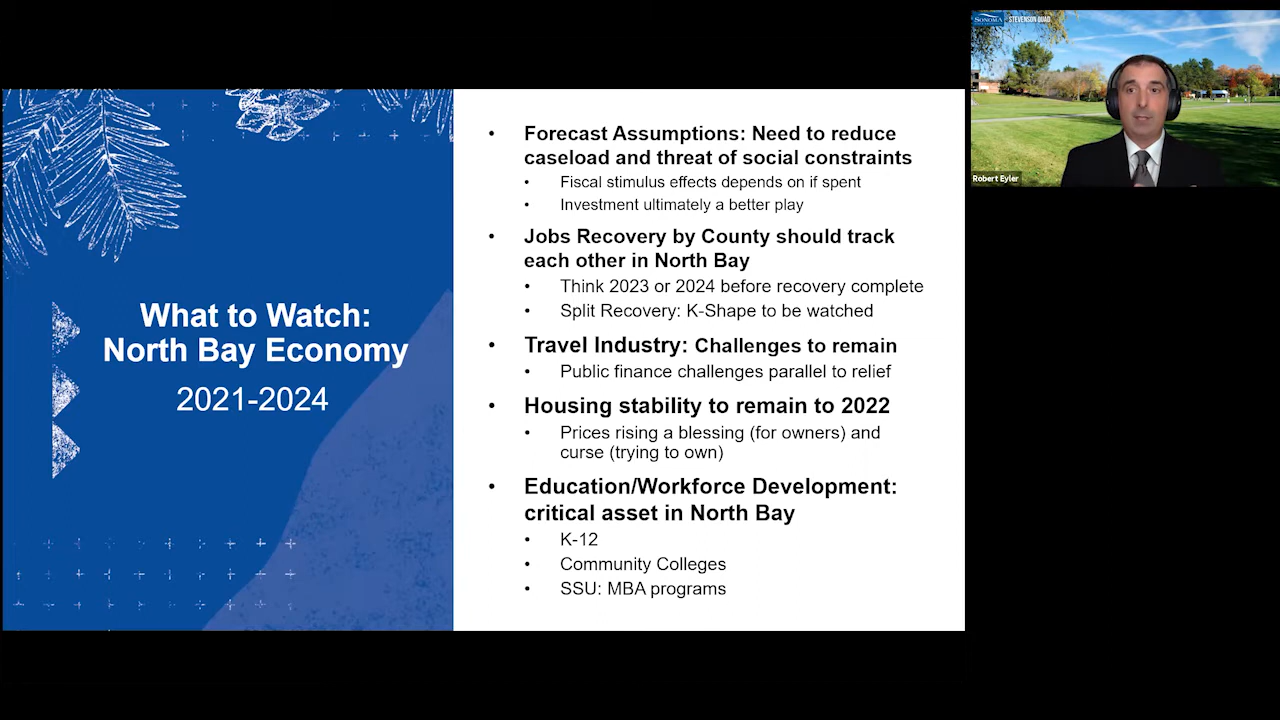 What to Watch:
North Bay Economy
2021-2024
• Forecast Assumptions: Need to reduce
caseload and threat of social constraints
• Fiscal stimulus effects depends on if spent
• Investment ultimately a better play
• Jobs Recovery by County should track
each other in North Bay
• Think 2023 or 2024 before recovery complete
• Split Recovery: K-Shape to be watched
• Travel Industry: Challenges to remain
• Public finance challenges parallel to relief
• Housing stability to remain to 2022
• Prices rising a blessing (for owners) and
curse (trying to own)
• Education/Workforce Development:
critical asset in North Bay
• K-12
• Community Colleges
• SSU: MBA programs
SONOMA
STEVENSON QUAD
Robert Eyler